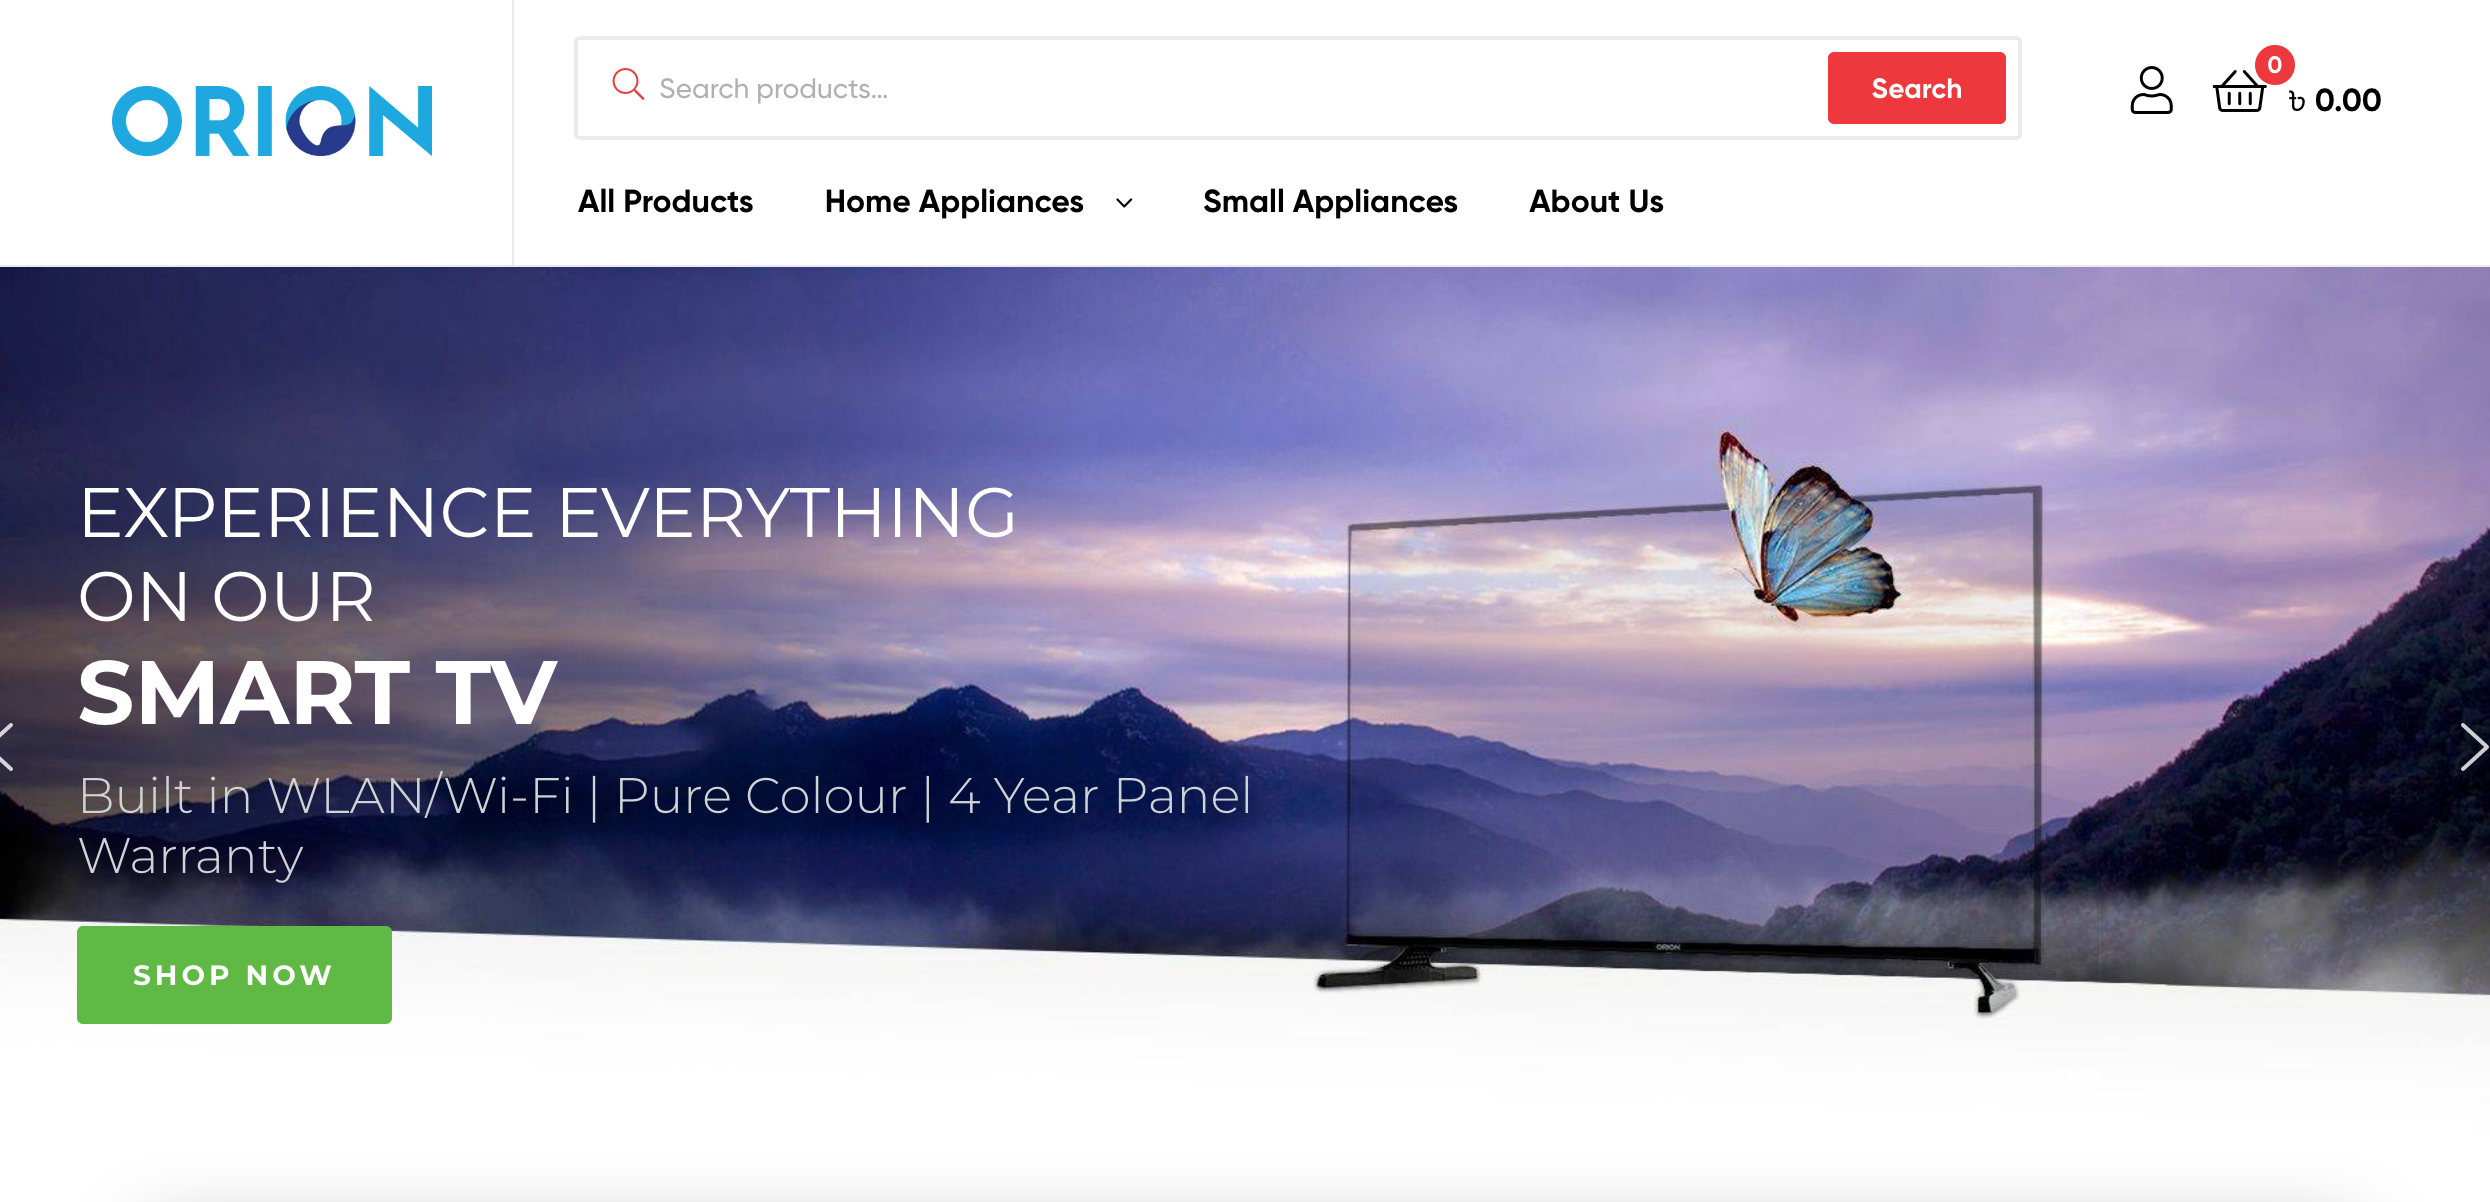 ORION
Search products...
Search
0
৳ 0.00
All Products
Home Appliances
Small Appliances
About Us
EXPERIENCE EVERYTHING
ON OUR
SMART TV
Built in WLAN/Wi-Fi | Pure Colour | 4 Year Panel
Warranty
SHOP NOW
ORION